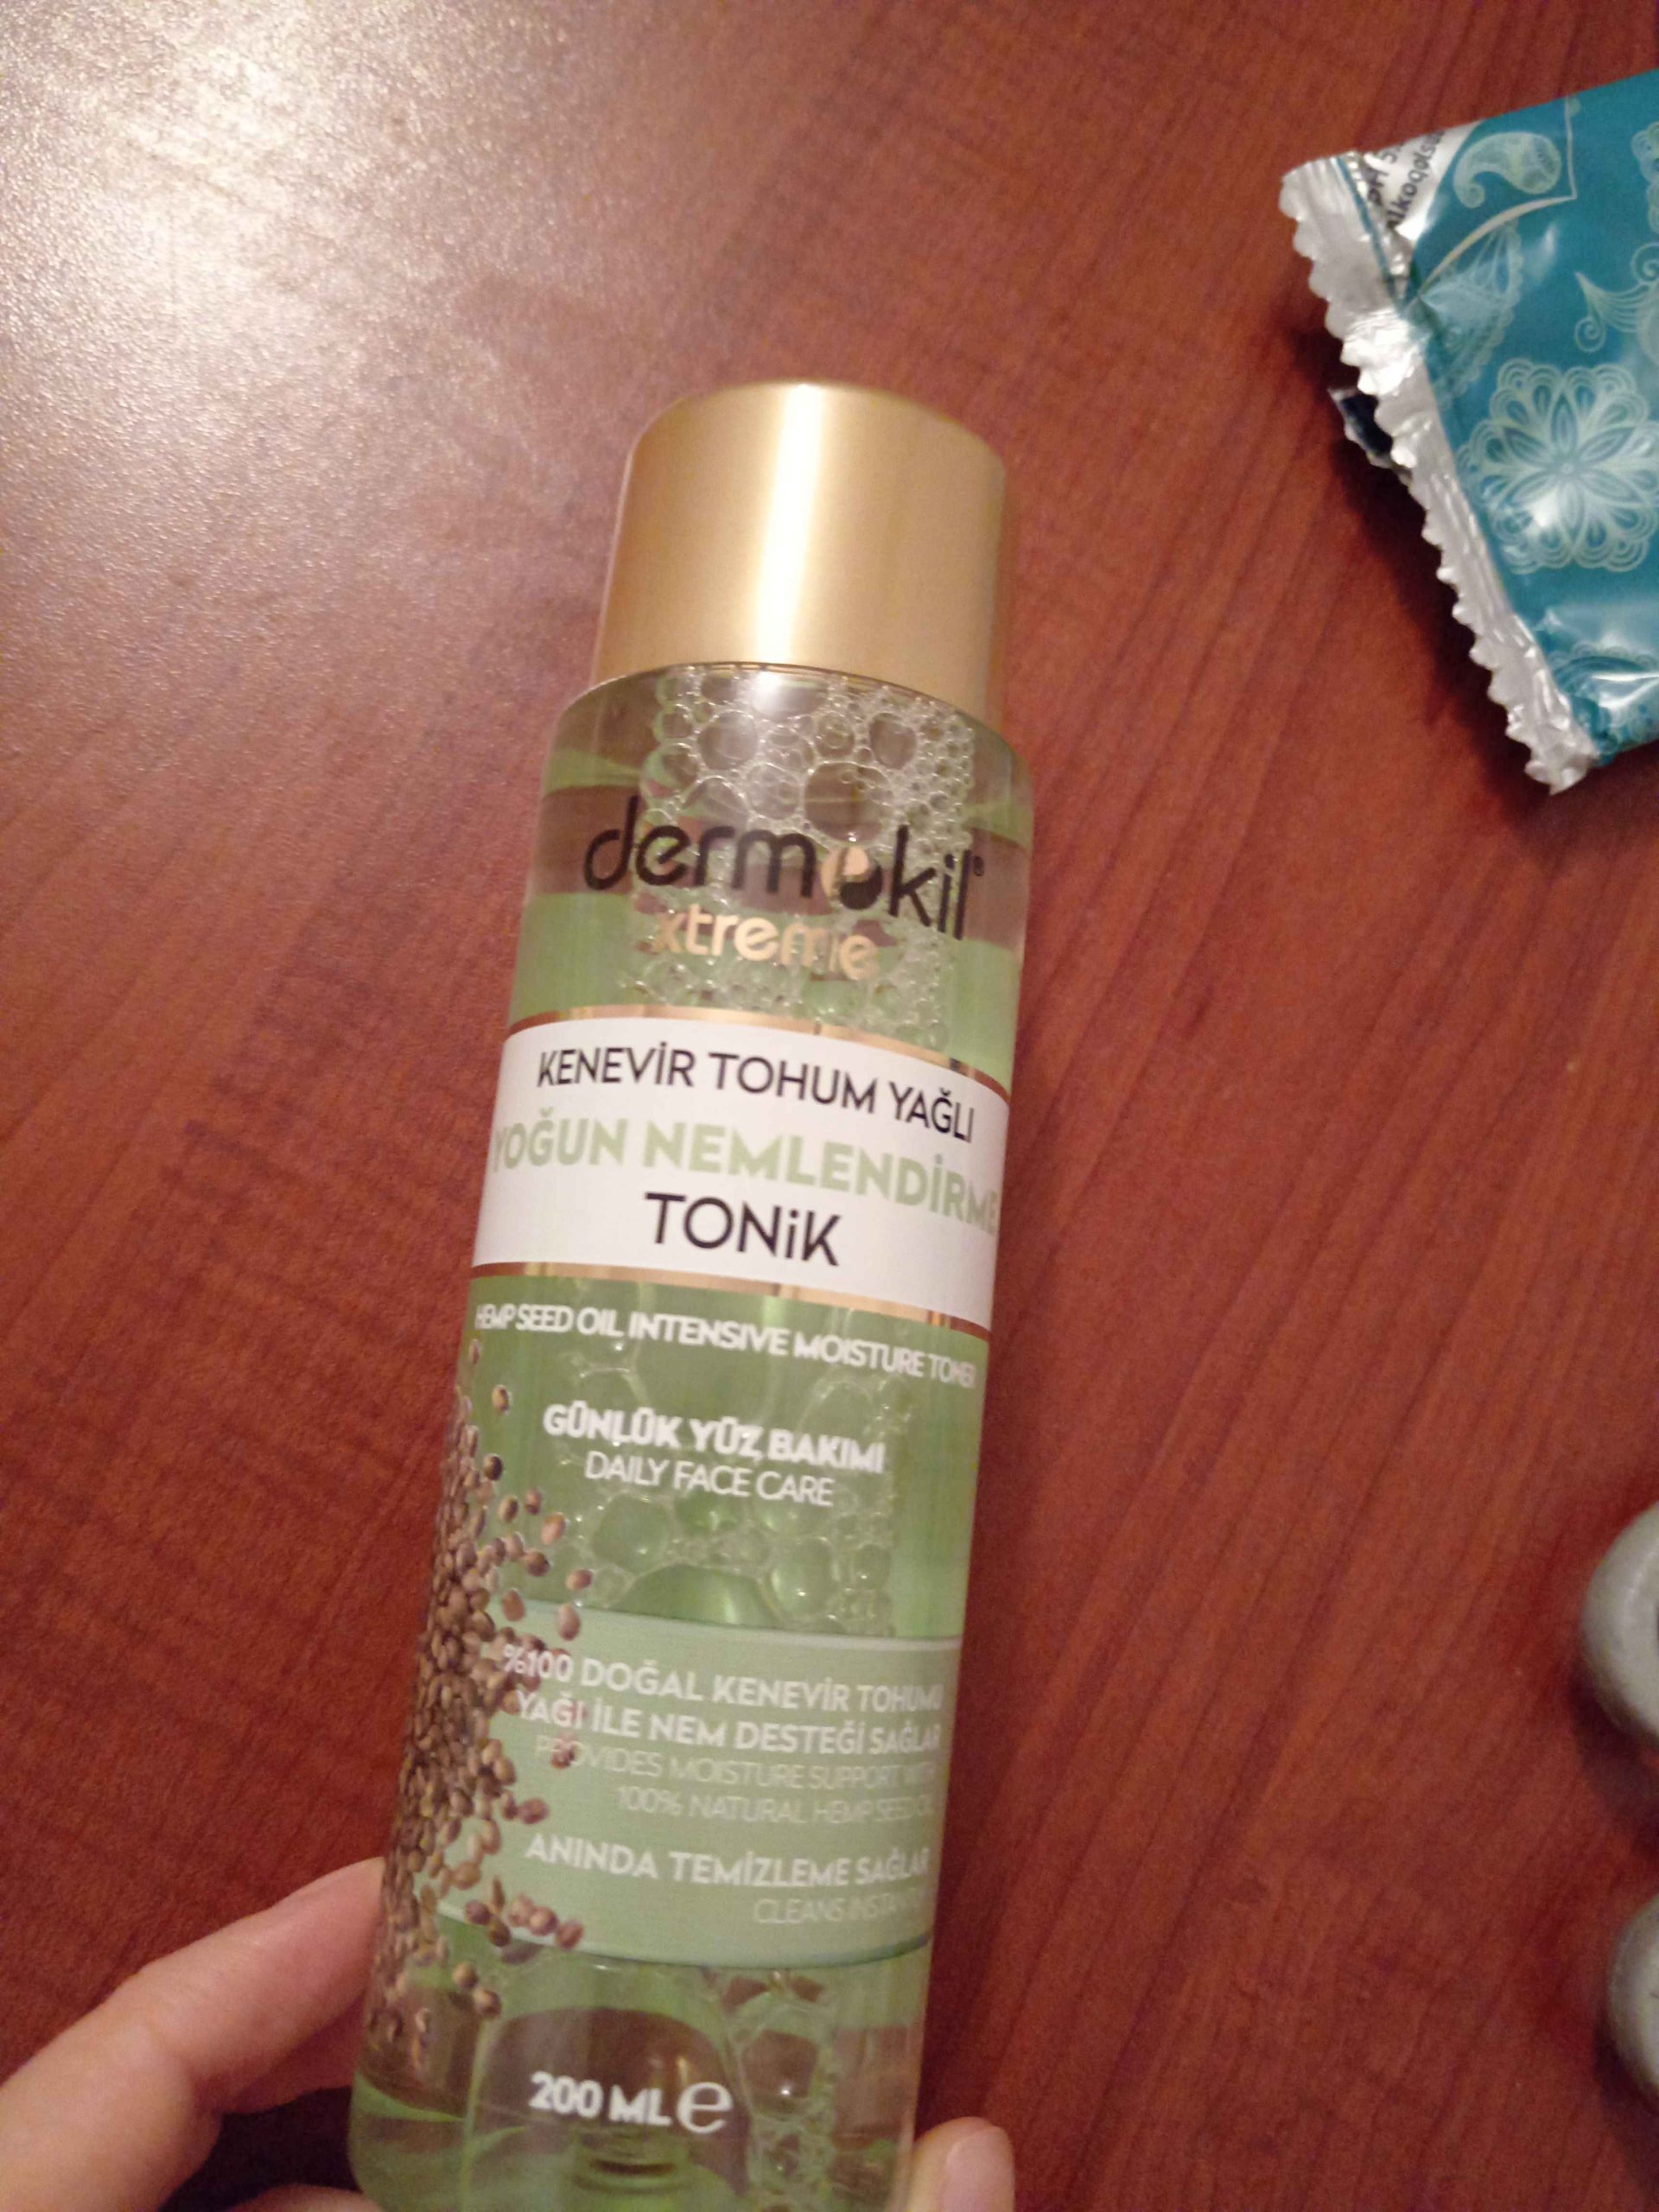 dermokil®
xtreme
KENEVİR TOHUM YAĞLI
YOĞUN NEMLENDİRME
TONİK
HEMP SEED OIL INTENSIVE MOISTURE TONER
GÜNLÜK YÜZ BAKIMI
DAILY FACE CARE
%100 DOĞAL KENEVİR TOHUMU
YAĞI İLE NEM DESTEĞİ SAĞLAR
PROVIDES MOISTURE SUPPORT WITH
100% NATURAL HEMP SEED OIL
ANINDA TEMİZLEME SAĞLAR
CLEANS
200 ML e